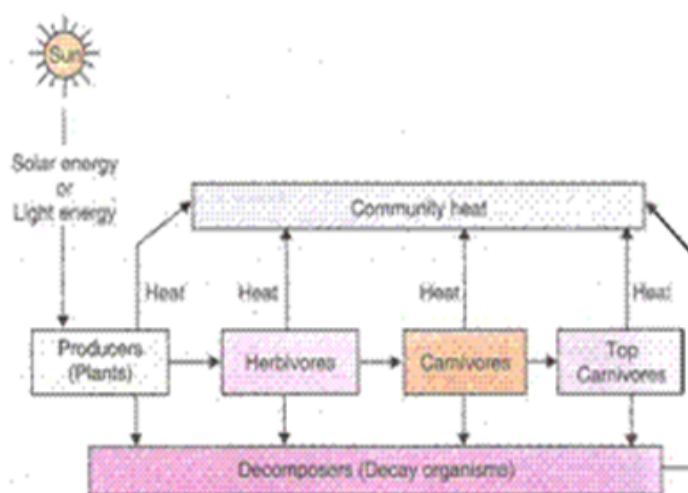 Sun
Solar energy
or
Light energy
Community heat
Heat
Heat
Heat
Heat
Producers
(Plants)
Herbivores
Carnivores
Top
Carnivores
Decomposers (Decay organisms)